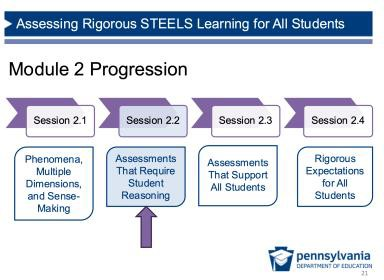 Assessing Rigorous STEELS Learning for All Students
Module 2 Progression
Session 2.1
Session 2.2
Session 2.3
Session 2.4
Phenomena,
Multiple
Dimensions,
and Sense-
Making
Assessments
That Require
Student
Reasoning
Assessments
That Support
All Students
Rigorous
Expectations
for All
Students
pennsylvania
DEPARTMENT OF EDUCATION
21